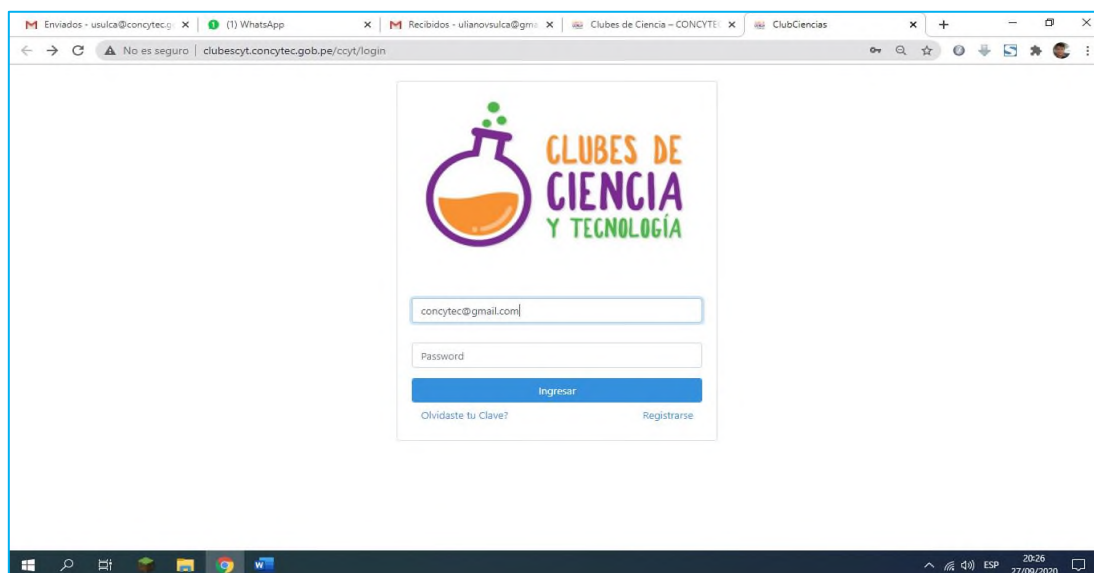 Enviados - usulca@concytec.g
(1) WhatsApp
Recibidos - ulianovsulca@gma
Clubes de Ciencia – CONCYTE
ClubCiencias
No es seguro | clubescyt.concytec.gob.pe/ccyt/login
CLUBES DE
CIENCIA
Y TECNOLOGÍA
concytec@gmail.com
Password
Ingresar
Olvidaste tu Clave?
Registrarse
ESP
20:26
27/09/2020